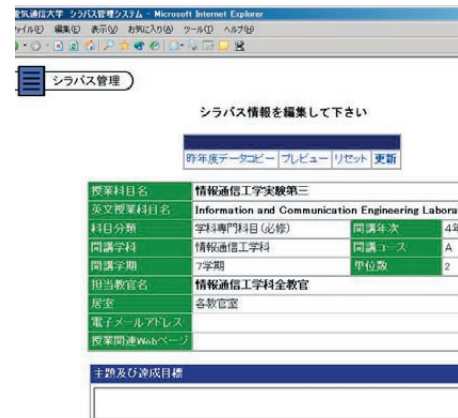 電気通信大学 シラバス管理システム - Microsoft Internet Explorer
ファイル(F) 編集(E) 表示(V) お気に入り(A) ツール(T) ヘルプ(H)
シラバス管理
シラバス情報を編集して下さい
昨年度データコピー プレビュー リセット 更新
授業科目名 情報通信工学実験第三
英文授業科目名 Information and Communication Engineering Labora
科目分類 学科専門科目(必修) 開講年次 4年
開講学科 情報通信工学科 開講コース A
開講学期 7学期 単位数 2
担当教官名 情報通信工学科全教官
居室 各教官室
電子メールアドレス
授業関連Webページ
主題及び達成目標